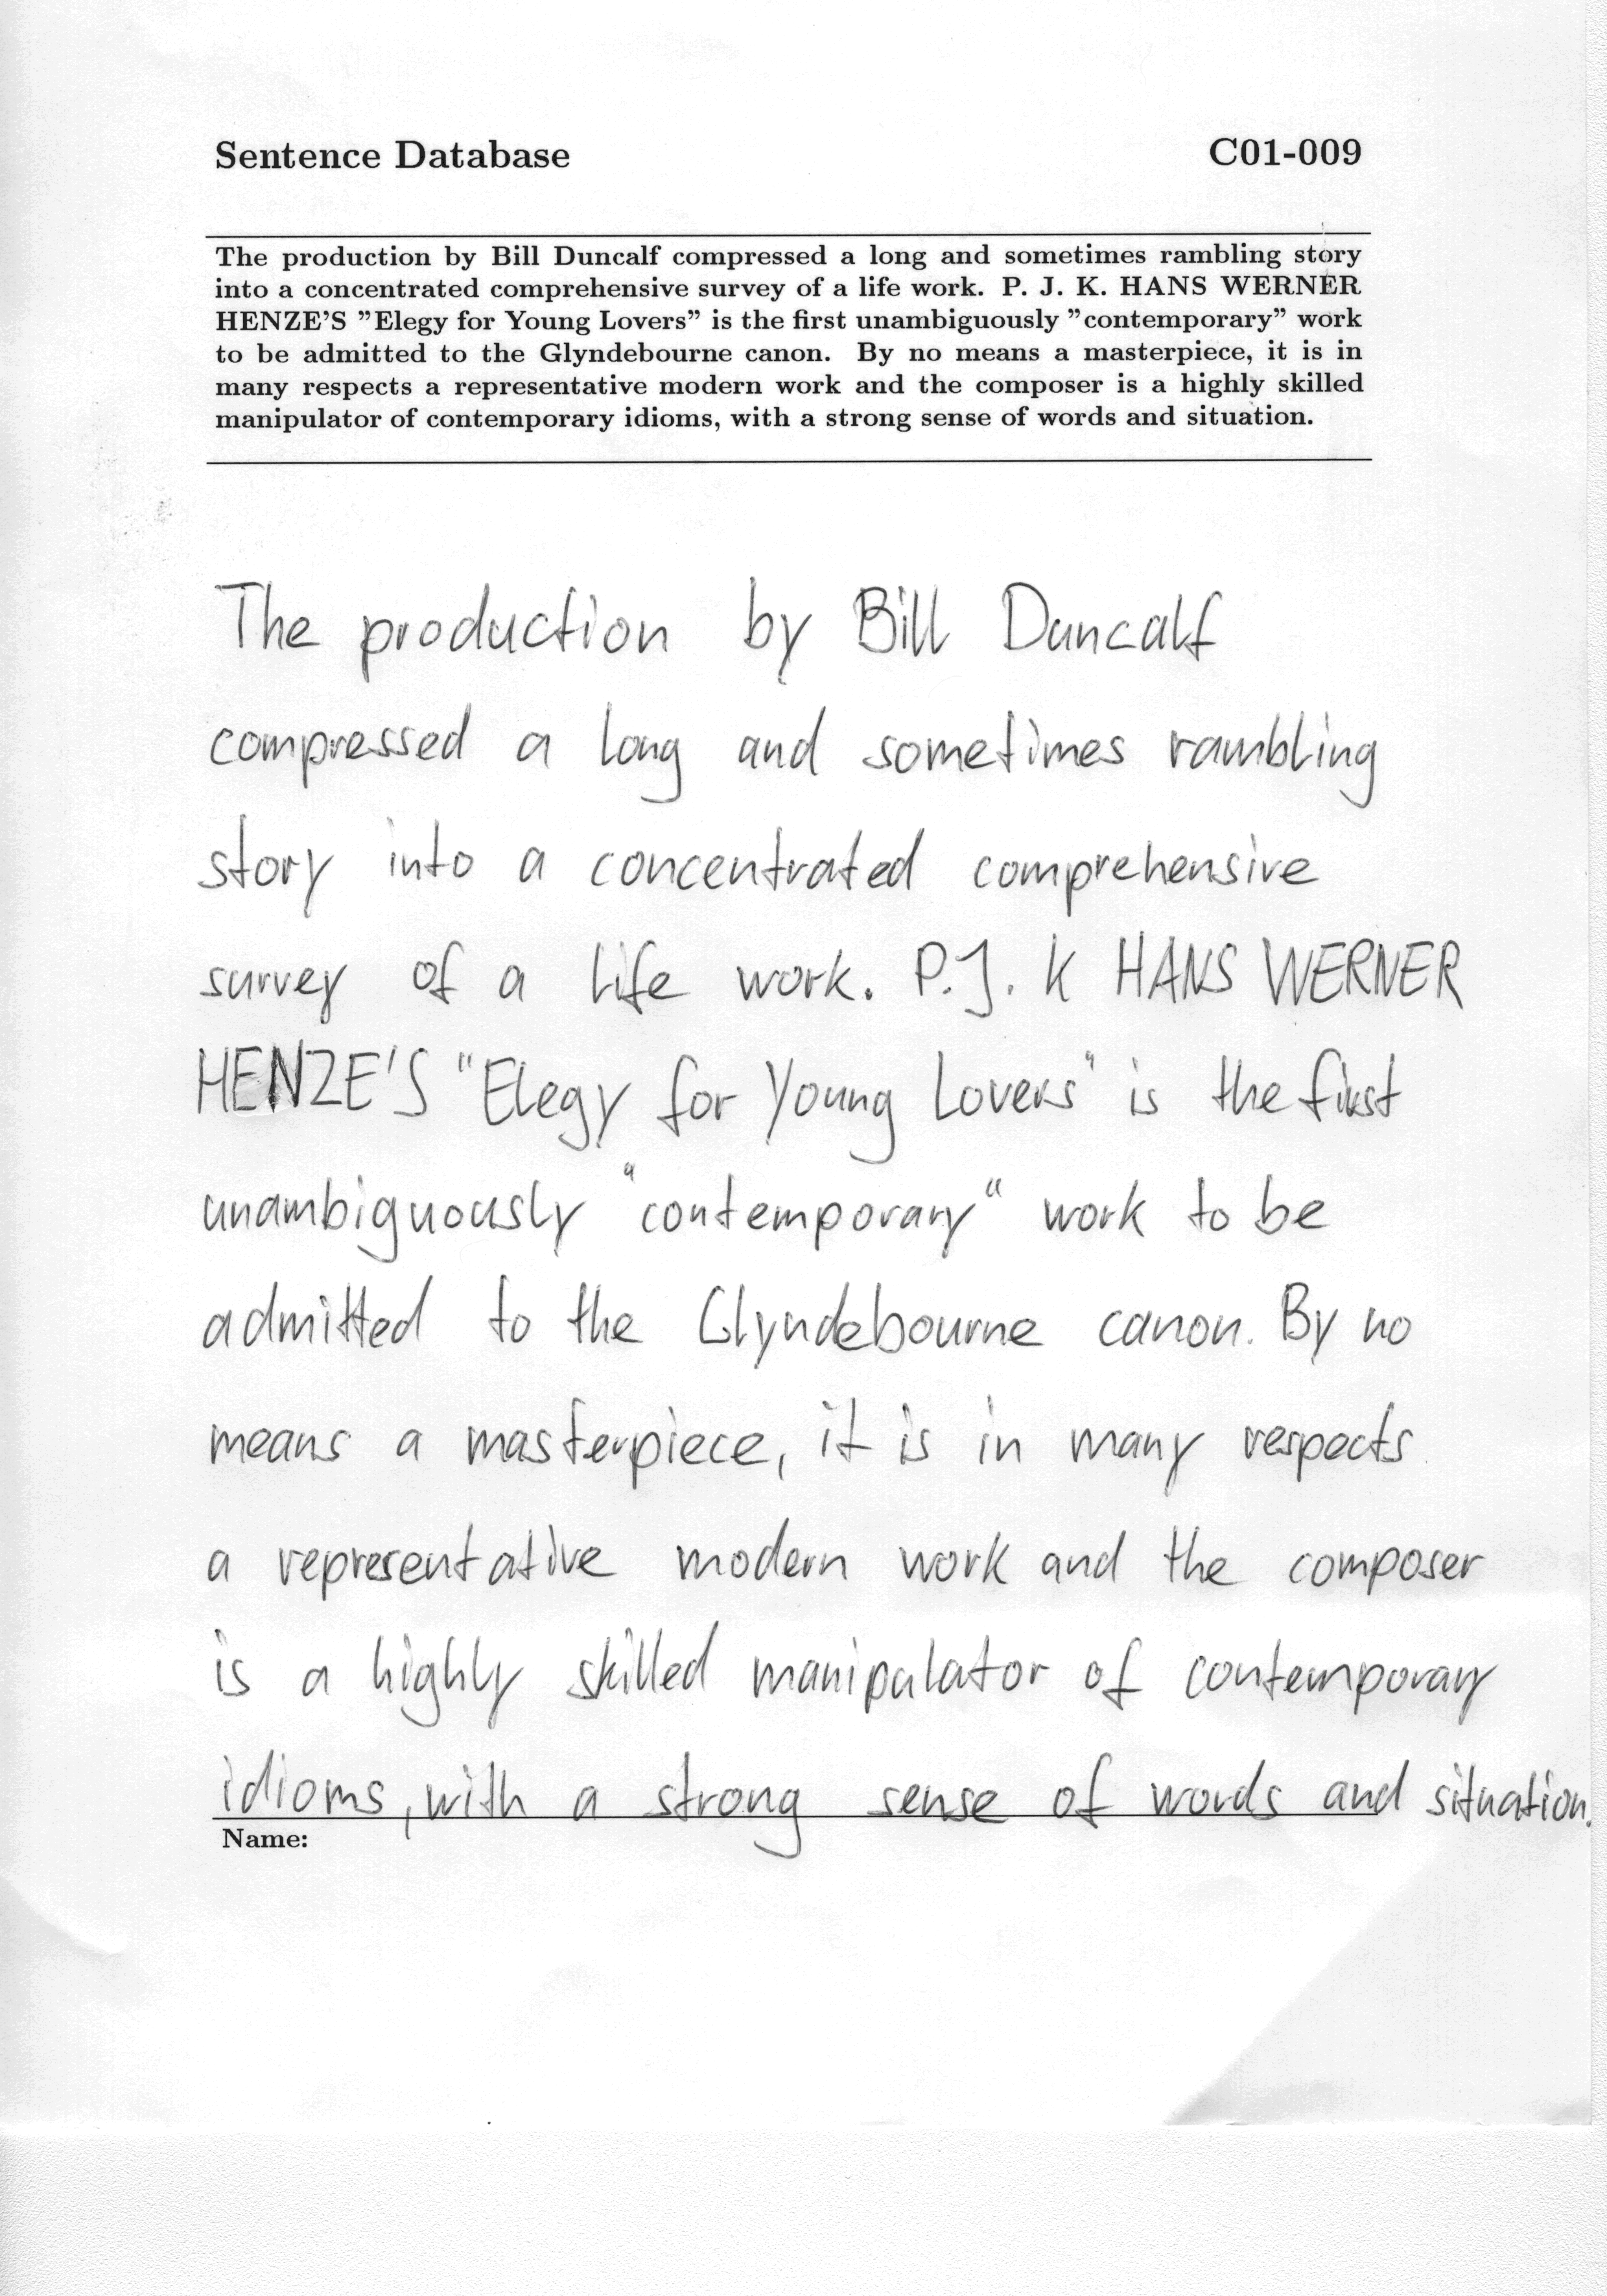 Sentence Database C01-009
The production by Bill Duncalf compressed a long and sometimes rambling story
into a concentrated comprehensive survey of a life work. P. J. K. HANS WERNER
HENZE'S ”Elegy for Young Lovers” is the first unambiguously ”contemporary” work
to be admitted to the Glyndebourne canon. By no means a masterpiece, it is in
many respects a representative modern work and the composer is a highly skilled
manipulator of contemporary idioms, with a strong sense of words and situation.
The production by Bill Duncalf
compressed a long and sometimes rambling
story into a concentrated comprehensive
survey of a life work. P.J. K HANS WERNER
HENZE'S "Elegy for Young Lovers" is the first
unambiguously "contemporary" work to be
admitted to the Glyndebourne canon. By no
means a masterpiece, it is in many respects
a representative modern work and the composer
is a highly skilled manipulator of contemporary
idioms, with a strong sense of words and situation.
Name: